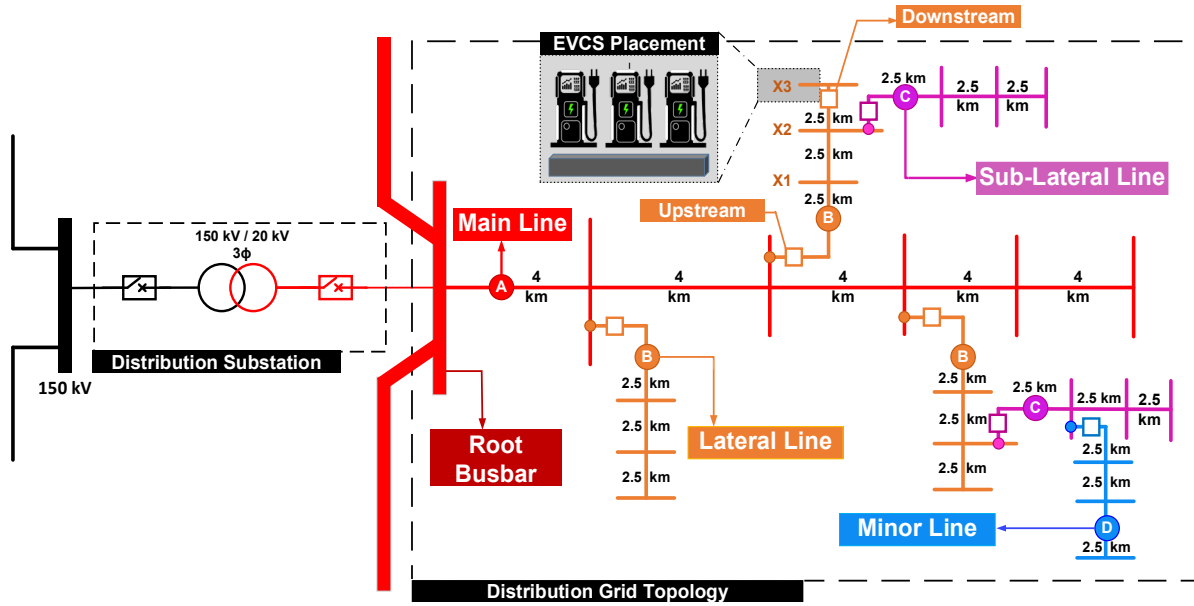 Downstream
EVCS Placement
X3
2.5 km
C
2.5
km
2.5
km
2.5
km
X2
2.5
km
Sub-Lateral Line
X1
2.5 km
B
Upstream
Main Line
150 kV / 20 kV
3ϕ
A
4
km
4
km
4
km
4
km
4
km
Distribution Substation
150 kV
B
2.5 km
2.5 km
2.5 km
Lateral Line
Root
Busbar
B
2.5 km
2.5 km
2.5 km
2.5 km
C
2.5 km
2.5
km
2.5 km
2.5 km
D
2.5 km
Minor Line
Distribution Grid Topology